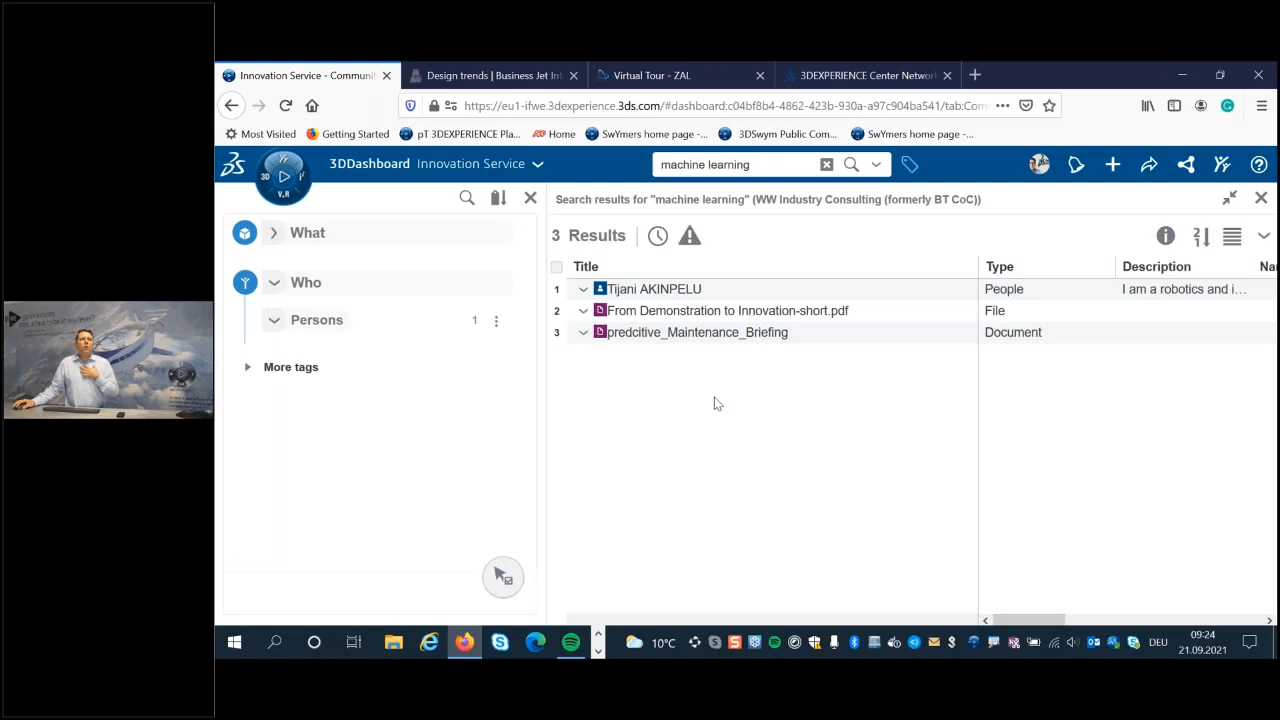 Innovation Service - Communit
Design trends | Business Jet Int
Virtual Tour - ZAL
3DEXPERIENCE Center Network
https://eu1-ifwe.3dexperience.3ds.com/#dashboard:c04bf8b4-4862-423b-930a-a97c904ba541/tab:Com
Most Visited
Getting Started
pT 3DEXPERIENCE Pla...
Home
SwYmers home page -...
3DSwym Public Com...
SwYmers home page -...
3DDashboard Innovation Service
machine learning
3D
V.R
Search results for "machine learning" (WW Industry Consulting (formerly BT CoC))
What
3 Results
Title
Type
Description
Na
Who
1 Tijani AKINPELU People I am a robotics and i...
2 From Demonstration to Innovation-short.pdf File
3 predcitive_Maintenance_Briefing Document
Persons 1
More tags
10°C
DEU
09:24
21.09.2021